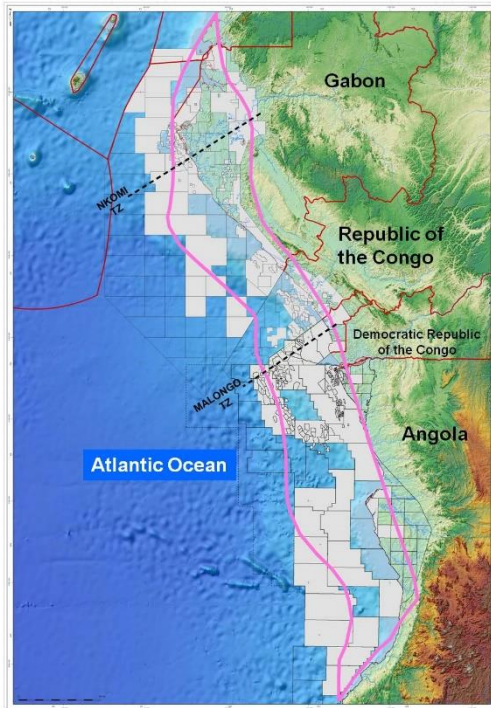 Gabon
NKOMI
TZ
Republic of
the Congo
Democratic Republic
of the Congo
MALONGO
TZ
Angola
Atlantic Ocean